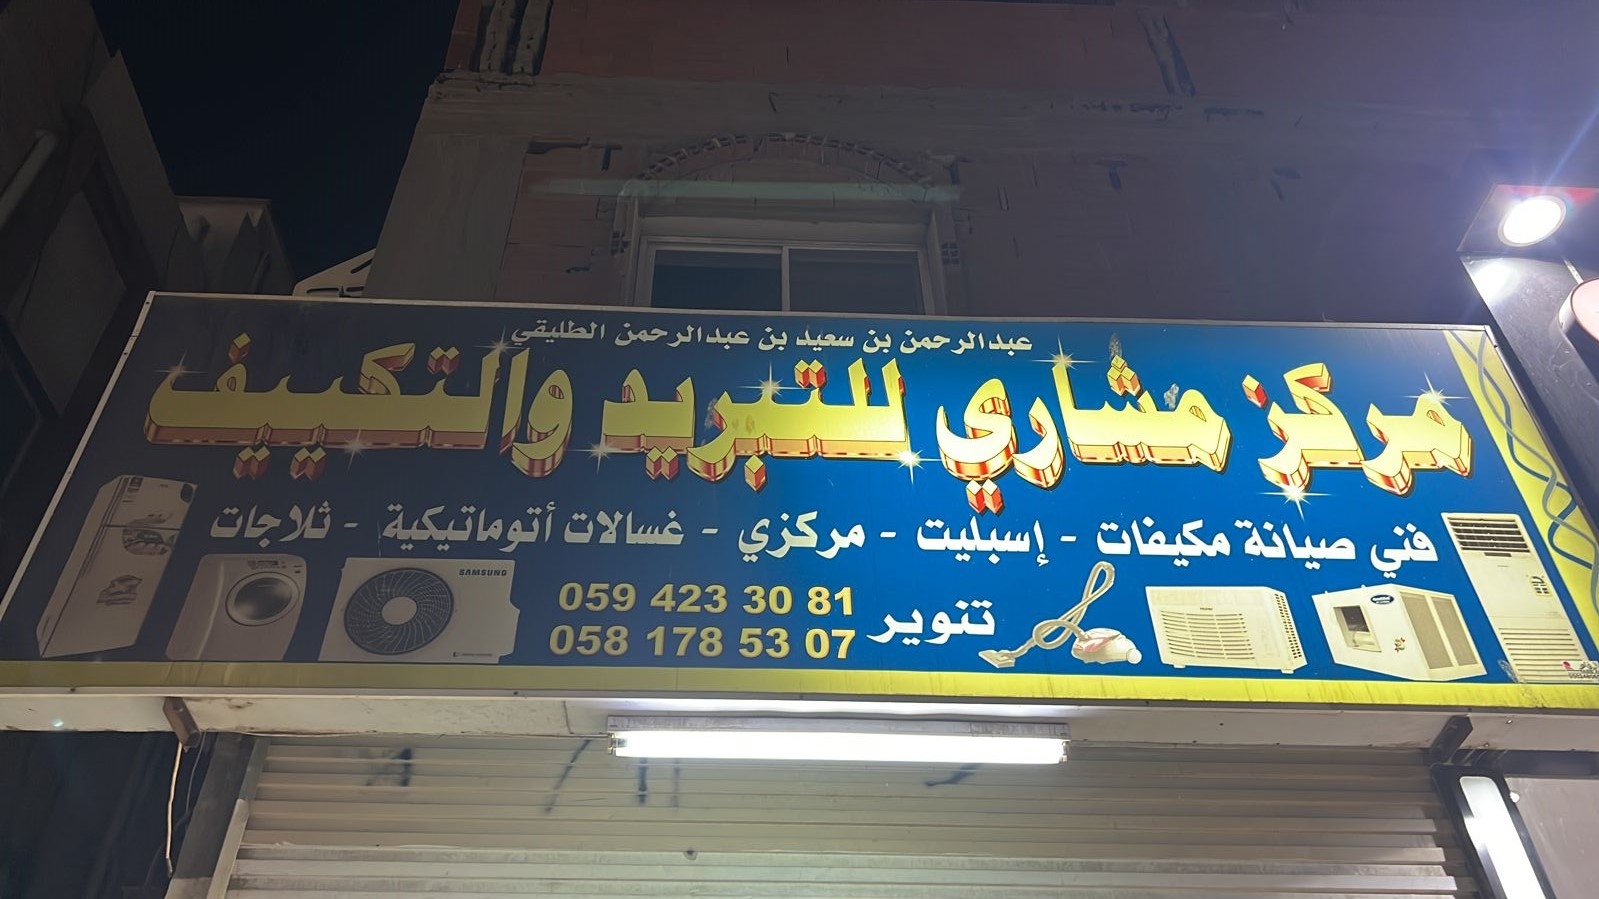 عبدالرحمن بن سعيد بن عبدالرحمن الطليقي
مركز مشاري للتبريد والتكييف
فني صيانة مكيفات - إسبليت - مركزي - غسالات أتوماتيكية - ثلاجات
تنوير
059 423 30 81
058 178 53 07
SAMSUNG